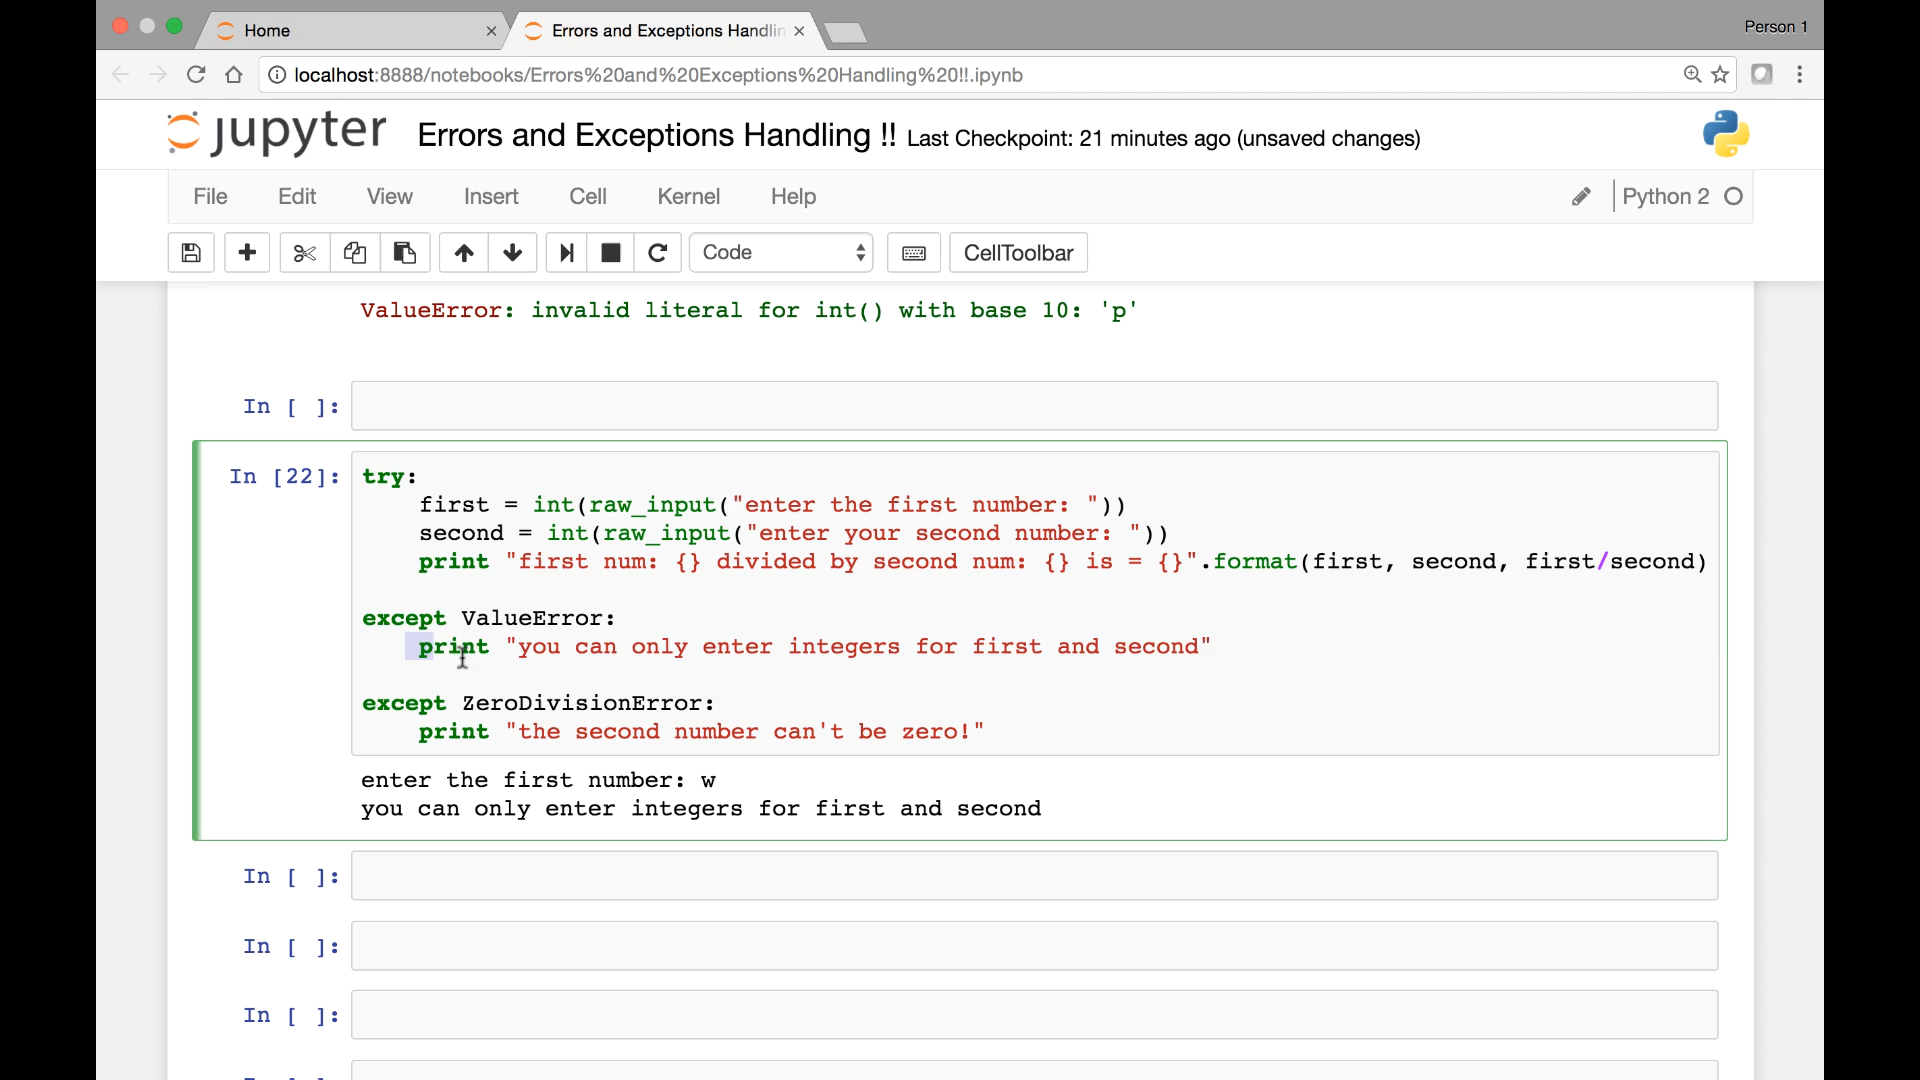 Home
Errors and Exceptions Handlin
Person 1
localhost:8888/notebooks/Errors%20and%20Exceptions%20Handling%20!!.ipynb
jupyter Errors and Exceptions Handling !! Last Checkpoint: 21 minutes ago (unsaved changes)
File Edit View Insert Cell Kernel Help Python 2
Code CellToolbar
ValueError: invalid literal for int() with base 10: 'p'
In [ ]:
In [22]: try:
    first = int(raw_input("enter the first number: "))
    second = int(raw_input("enter your second number: "))
    print "first num: {} divided by second num: {} is = {}".format(first, second, first/second)
except ValueError:
    print "you can only enter integers for first and second"
except ZeroDivisionError:
    print "the second number can't be zero!"
enter the first number: w
you can only enter integers for first and second
In [ ]:
In [ ]:
In [ ]: